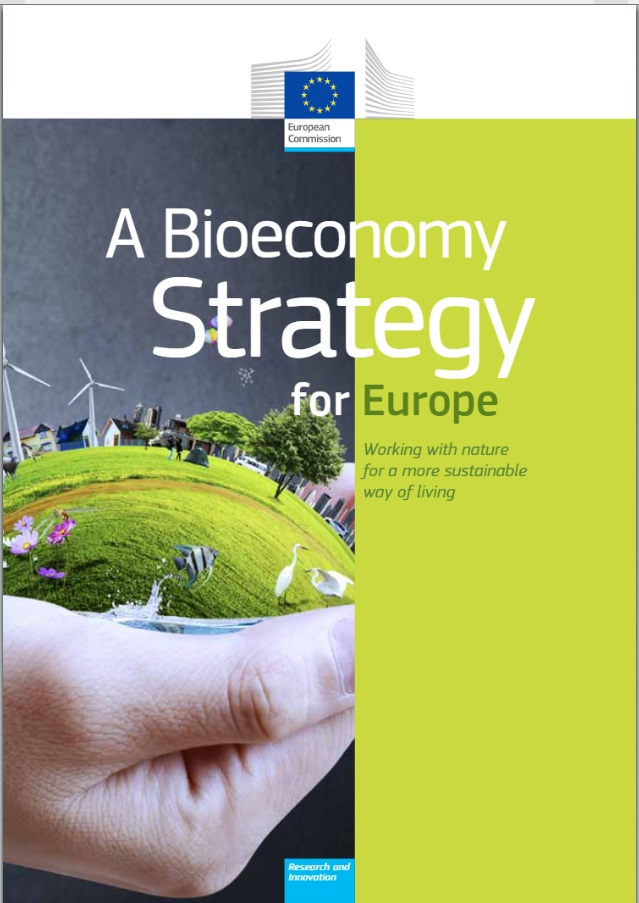 European
Commission
A Bioeconomy
Strategy
for Europe
Working with nature
for a more sustainable
way of living
Research and
Innovation